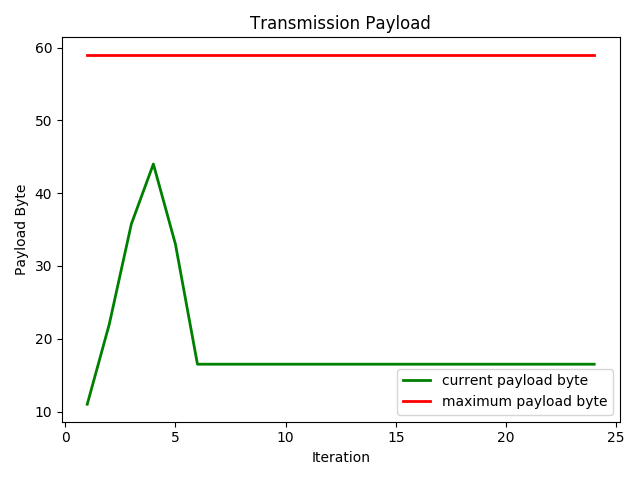 Transmission Payload
Payload Byte
60
50
40
30
20
10
0
5
10
15
20
25
Iteration
current payload byte
maximum payload byte